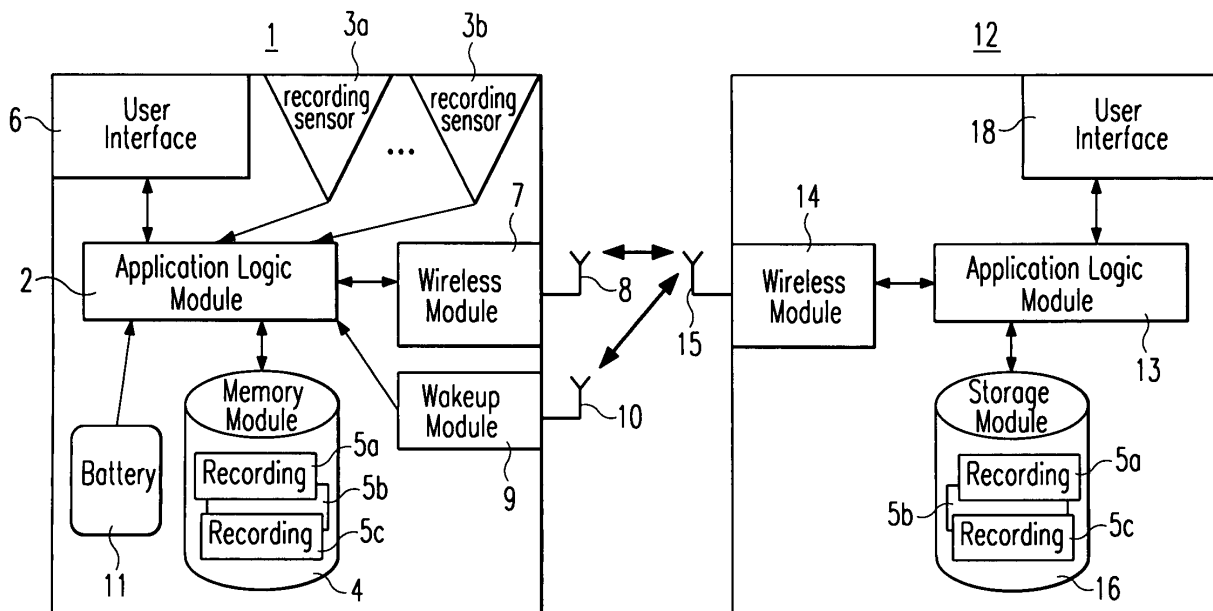 1
3a
3b
12
6
User
Interface
recording
sensor
...
recording
sensor
18
User
Interface
7
14
2
Application Logic
Module
Wireless
Module
8
15
Wireless
Module
Application Logic
Module
13
Memory
Module
Wakeup
Module
10
9
Storage
Module
Battery
11
Recording
5a
5b
Recording
5c
4
Recording
5a
5b
Recording
5c
16